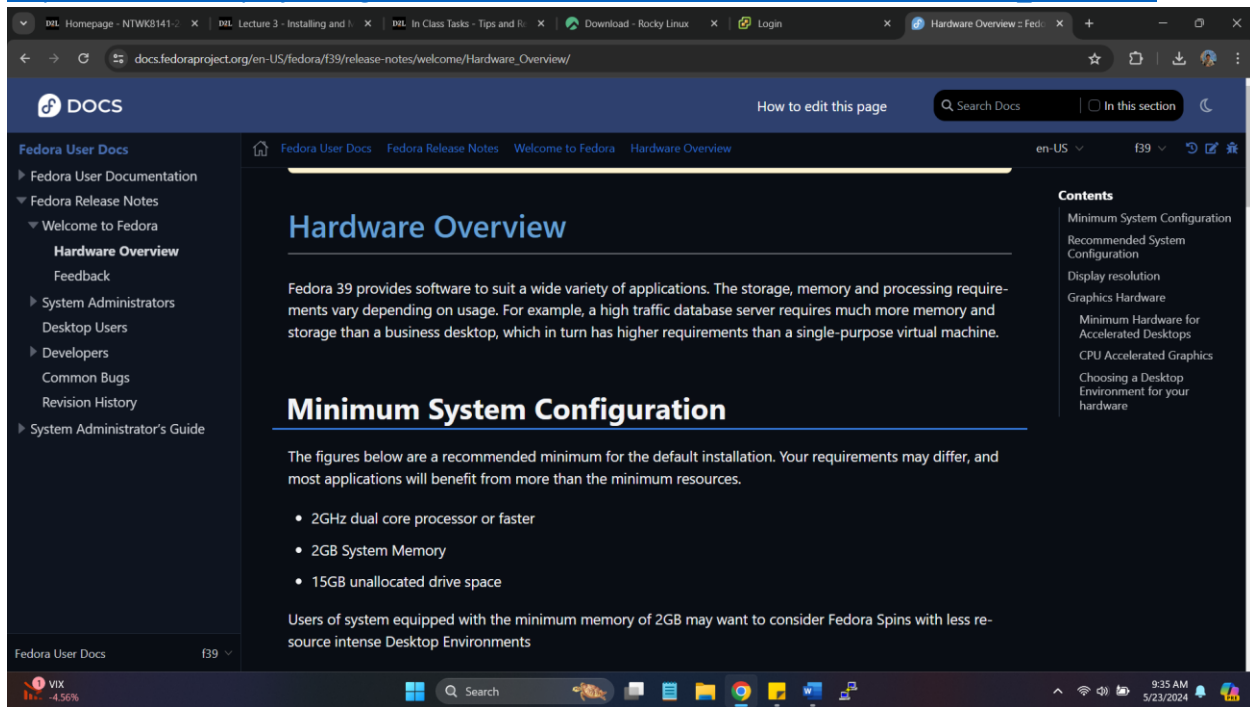 Homepage - NTWK8141-2
Lecture 3 - Installing and
In Class Tasks - Tips and Ro
Download - Rocky Linux
Login
Hardware Overview :: Fedo
docs.fedoraproject.org/en-US/fedora/f39/release-notes/welcome/Hardware_Overview/
DOCS
How to edit this page
Search Docs
In this section
Fedora User Docs
Fedora User Documentation
Fedora Release Notes
Welcome to Fedora
Hardware Overview
Feedback
System Administrators
Desktop Users
Developers
Common Bugs
Revision History
System Administrator's Guide
Fedora User Docs
f39
Fedora User Docs Fedora Release Notes Welcome to Fedora Hardware Overview
en-US
f39
Hardware Overview
Fedora 39 provides software to suit a wide variety of applications. The storage, memory and processing require-
ments vary depending on usage. For example, a high traffic database server requires much more memory and
storage than a business desktop, which in turn has higher requirements than a single-purpose virtual machine.
Minimum System Configuration
The figures below are a recommended minimum for the default installation. Your requirements may differ, and
most applications will benefit from more than the minimum resources.
• 2GHz dual core processor or faster
• 2GB System Memory
• 15GB unallocated drive space
Users of system equipped with the minimum memory of 2GB may want to consider Fedora Spins with less re-
source intense Desktop Environments
Contents
Minimum System Configuration
Recommended System
Configuration
Display resolution
Graphics Hardware
Minimum Hardware for
Accelerated Desktops
CPU Accelerated Graphics
Choosing a Desktop
Environment for your
hardware
1
VIX
-4.56%
Search
9:35 AM
5/23/2024